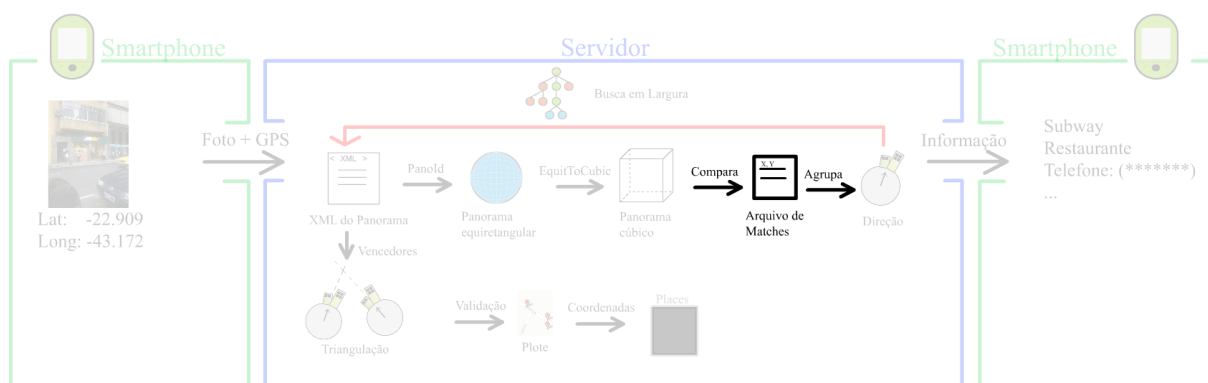 Smartphone
Servidor
Smartphone
Busca em Largura
Foto + GPS
Informação
Subway
Restaurante
Telefone: (*******)
...
< XML >
PanoId
EquitToCubic
Compara
X, Y
Agrupa
Lat: -22.909
Long: -43.172
XML do Panorama
Panorama
equiretangular
Panorama
cúbico
Arquivo de
Matches
Direção
Vencedores
Validação
Coordenadas
Places
Triangulação
Plote